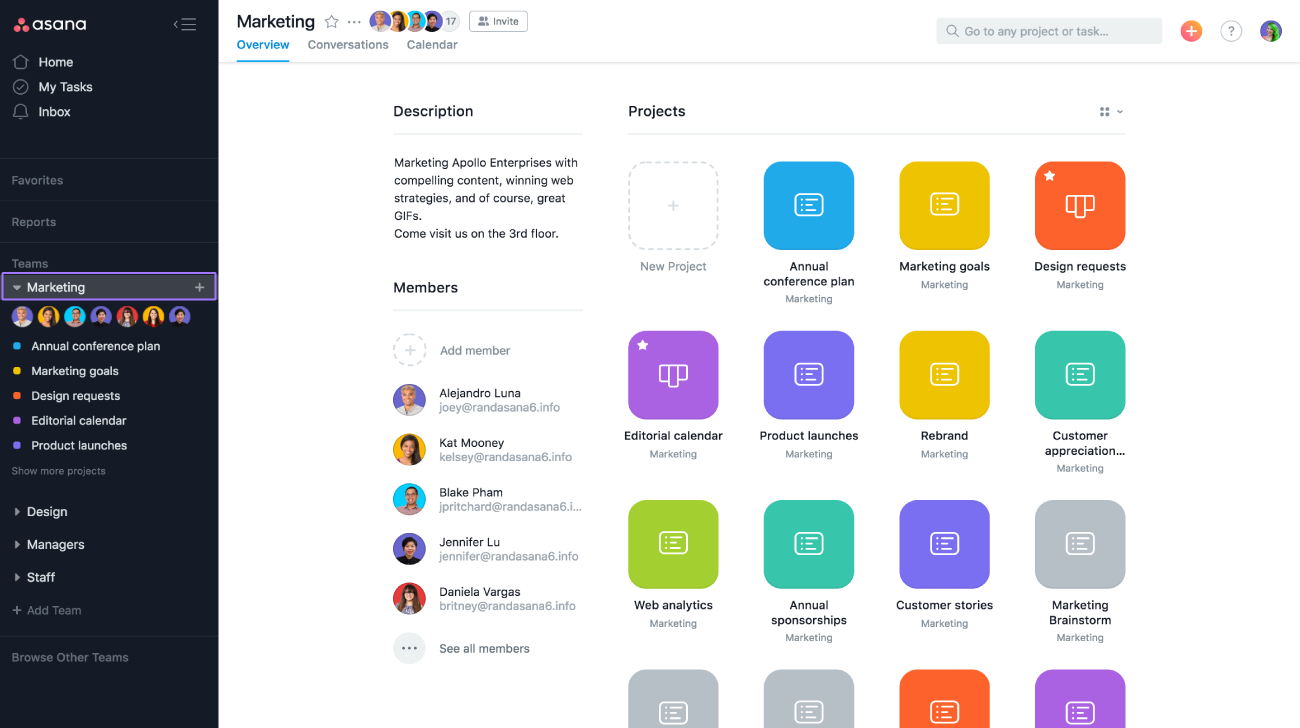 asana
Home
My Tasks
Inbox
Favorites
Reports
Teams
Marketing
Annual conference plan
Marketing goals
Design requests
Editorial calendar
Product launches
Show more projects
Design
Managers
Staff
+ Add Team
Browse Other Teams
Marketing
17
Invite
Overview Conversations Calendar
Go to any project or task...
?
Description
Marketing Apollo Enterprises with
compelling content, winning web
strategies, and of course, great
GIFs.
Come visit us on the 3rd floor.
Members
Add member
Alejandro Luna
joey@randasana6.info
Kat Mooney
kelsey@randasana6.info
Blake Pham
jpritchard@randasana6.i...
Jennifer Lu
jennifer@randasana6.info
Daniela Vargas
britney@randasana6.info
See all members
Projects
New Project
Annual
conference plan
Marketing
Marketing goals
Marketing
Design requests
Marketing
Editorial calendar
Marketing
Product launches
Marketing
Rebrand
Marketing
Customer
appreciation...
Marketing
Web analytics
Marketing
Annual
sponsorships
Marketing
Customer stories
Marketing
Marketing
Brainstorm
Marketing